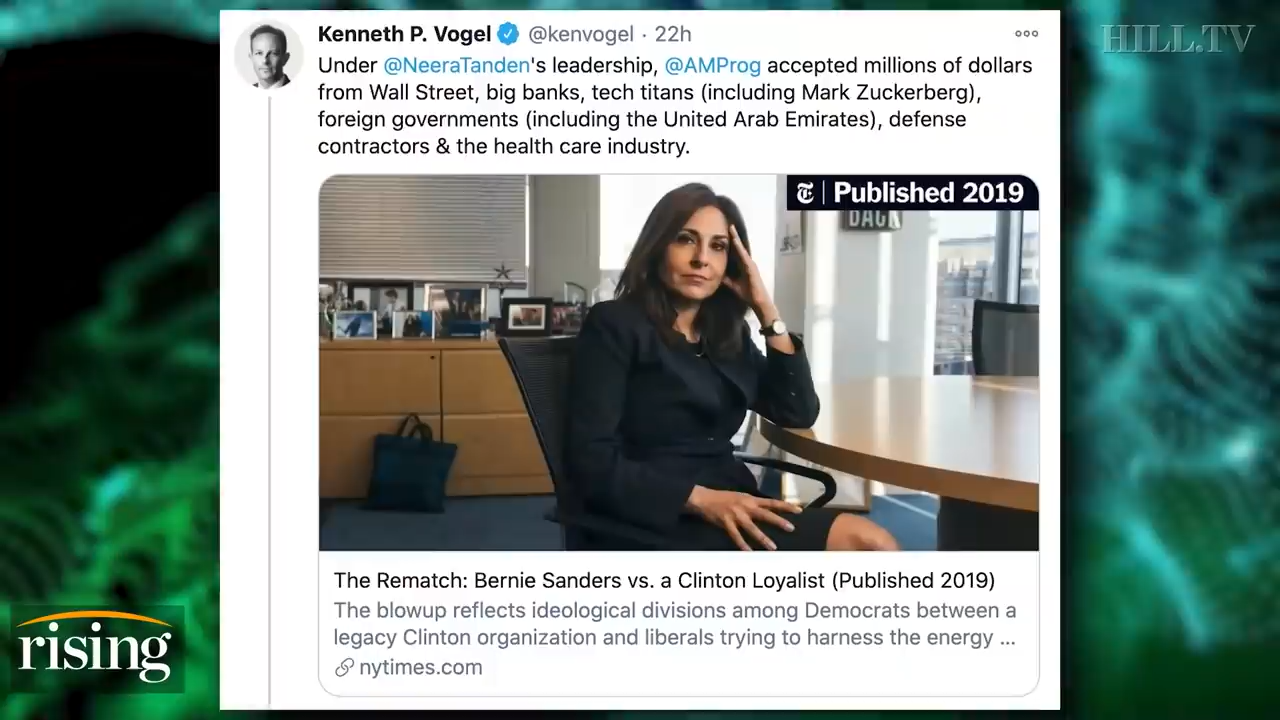 HILL.TV
Kenneth P. Vogel @kenvogel · 22h
Under @NeeraTanden's leadership, @AMProg accepted millions of dollars
from Wall Street, big banks, tech titans (including Mark Zuckerberg),
foreign governments (including the United Arab Emirates), defense
contractors & the health care industry.
T | Published 2019
BACK
The Rematch: Bernie Sanders vs. a Clinton Loyalist (Published 2019)
The blowup reflects ideological divisions among Democrats between a
legacy Clinton organization and liberals trying to harness the energy ...
nytimes.com
rising